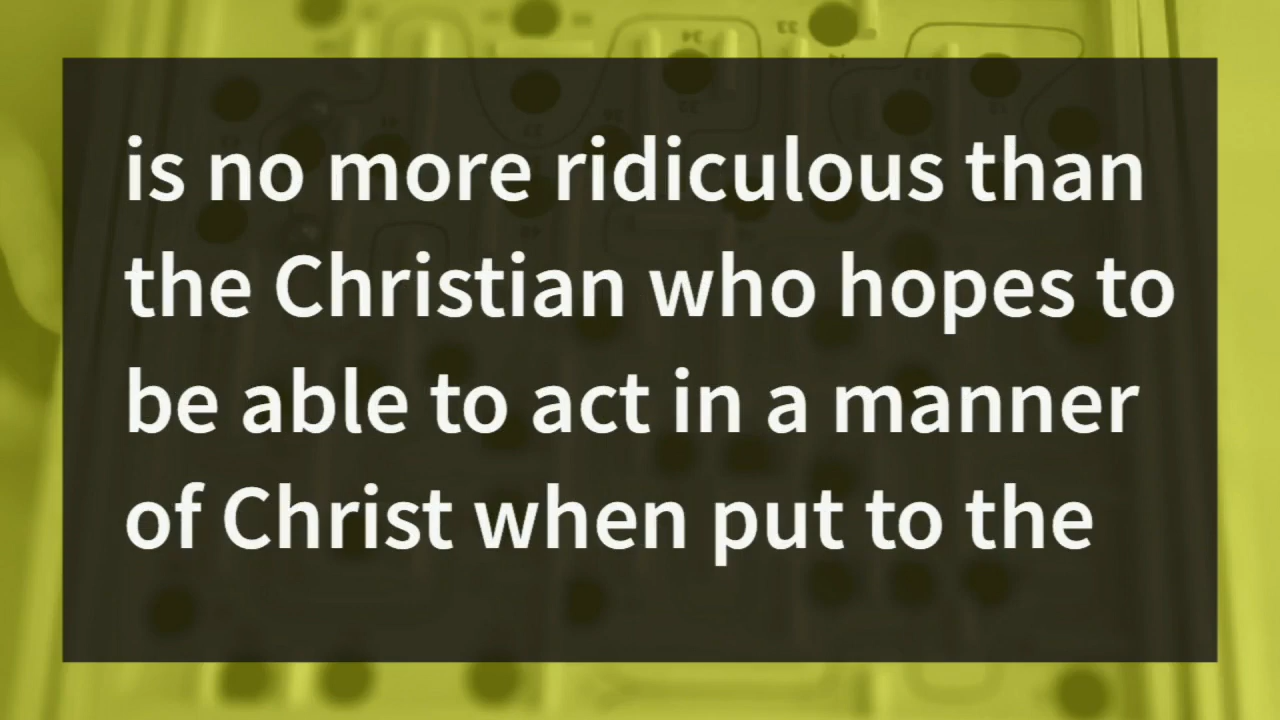 is no more ridiculous than
the Christian who hopes to
be able to act in a manner
of Christ when put to the